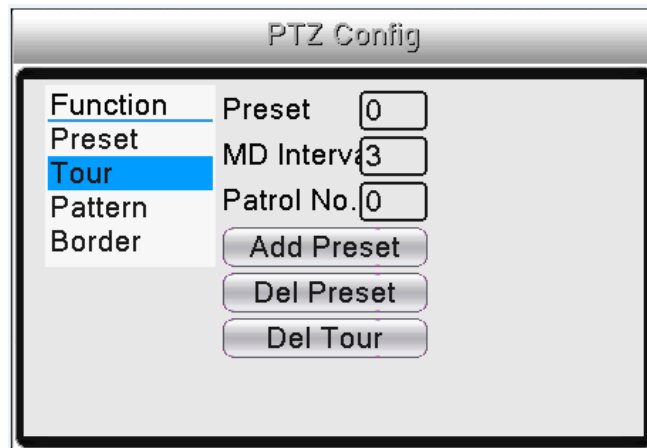 PTZ Config
Function
Preset
Tour
Pattern
Border
Preset 0
MD Interva 3
Patrol No. 0
Add Preset
Del Preset
Del Tour